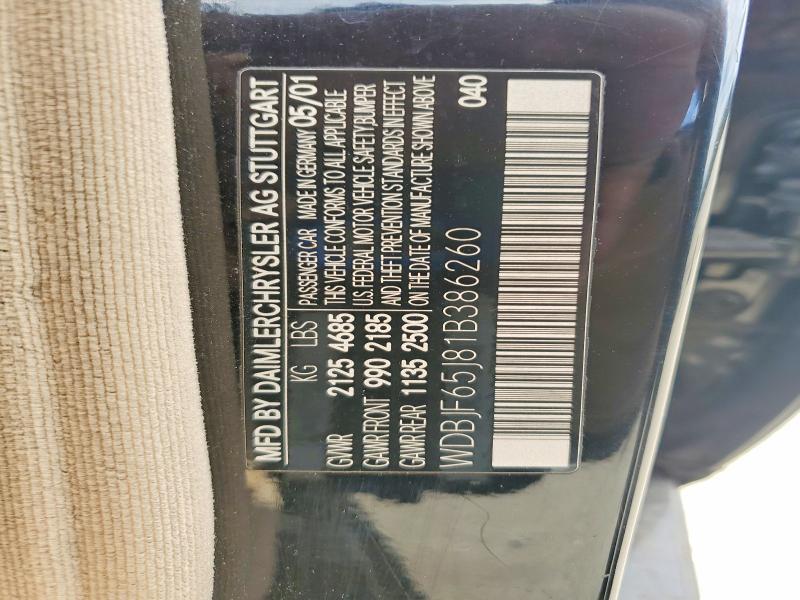 MFD BY DAIMLERCHRYSLER AG STUTTGART
KG LBS PASSENGER CAR MADE IN GERMANY 05/01
GVWR 2125 4685 THIS VEHICLE CONFORMS TO ALL APPLICABLE
GAWR FRONT 990 2185 U.S. FEDERAL MOTOR VEHICLE SAFETY,BUMPER
GAWR REAR 1135 2500 AND THEFT PREVENTION STANDARDS IN EFFECT
ON THE DATE OF MANUFACTURE SHOWN ABOVE
WDBJF65J81B386260 040